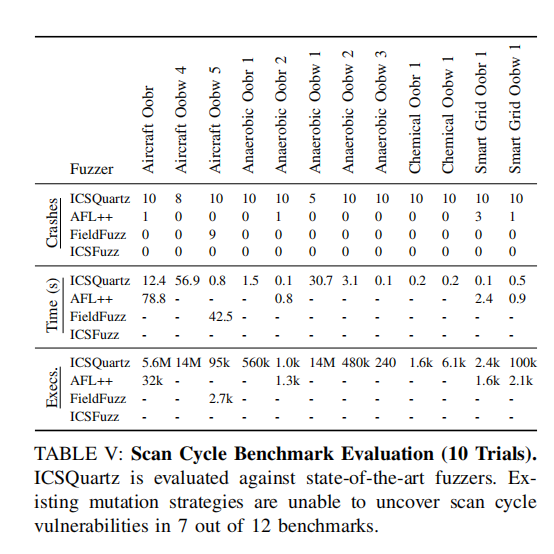 Fuzzer Aircraft Oobr Aircraft Oobw 4 Aircraft Oobw 5 Anaerobic Oobr 1 Anaerobic Oobr 2 Anaerobic Oobw 1 Anaerobic Oobw 2 Anaerobic Oobw 3 Chemical Oobr 1 Chemical Oobw 1 Smart Grid Oobr 1 Smart Grid Oobw 1
Crashes
ICSQuartz 10 8 10 10 10 5 10 10 10 10 10 10
AFL++ 1 0 0 0 1 0 0 0 0 0 3 1
FieldFuzz 0 0 9 0 0 0 0 0 0 0 0 0
ICSFuzz 0 0 0 0 0 0 0 0 0 0 0 0
Time (s)
ICSQuartz 12.4 56.9 0.8 1.5 0.1 30.7 3.1 0.1 0.2 0.2 0.1 0.5
AFL++ 78.8 - - - 0.8 - - - - - 2.4 0.9
FieldFuzz - - 42.5 - - - - - - - - -
ICSFuzz - - - - - - - - - - - -
Execs.
ICSQuartz 5.6M 14M 95k 560k 1.0k 14M 480k 240 1.6k 6.1k 2.4k 100k
AFL++ 32k - - - 1.3k - - - - - 1.6k 2.1k
FieldFuzz - - 2.7k - - - - - - - - -
ICSFuzz - - - - - - - - - - - -
TABLE V: Scan Cycle Benchmark Evaluation (10 Trials).
ICSQuartz is evaluated against state-of-the-art fuzzers. Ex-
isting mutation strategies are unable to uncover scan cycle
vulnerabilities in 7 out of 12 benchmarks.